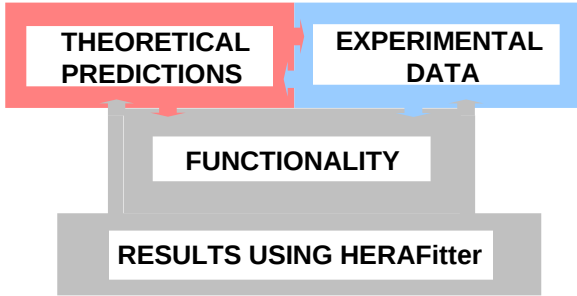 THEORETICAL
PREDICTIONS
EXPERIMENTAL
DATA
FUNCTIONALITY
RESULTS USING HERAFitter